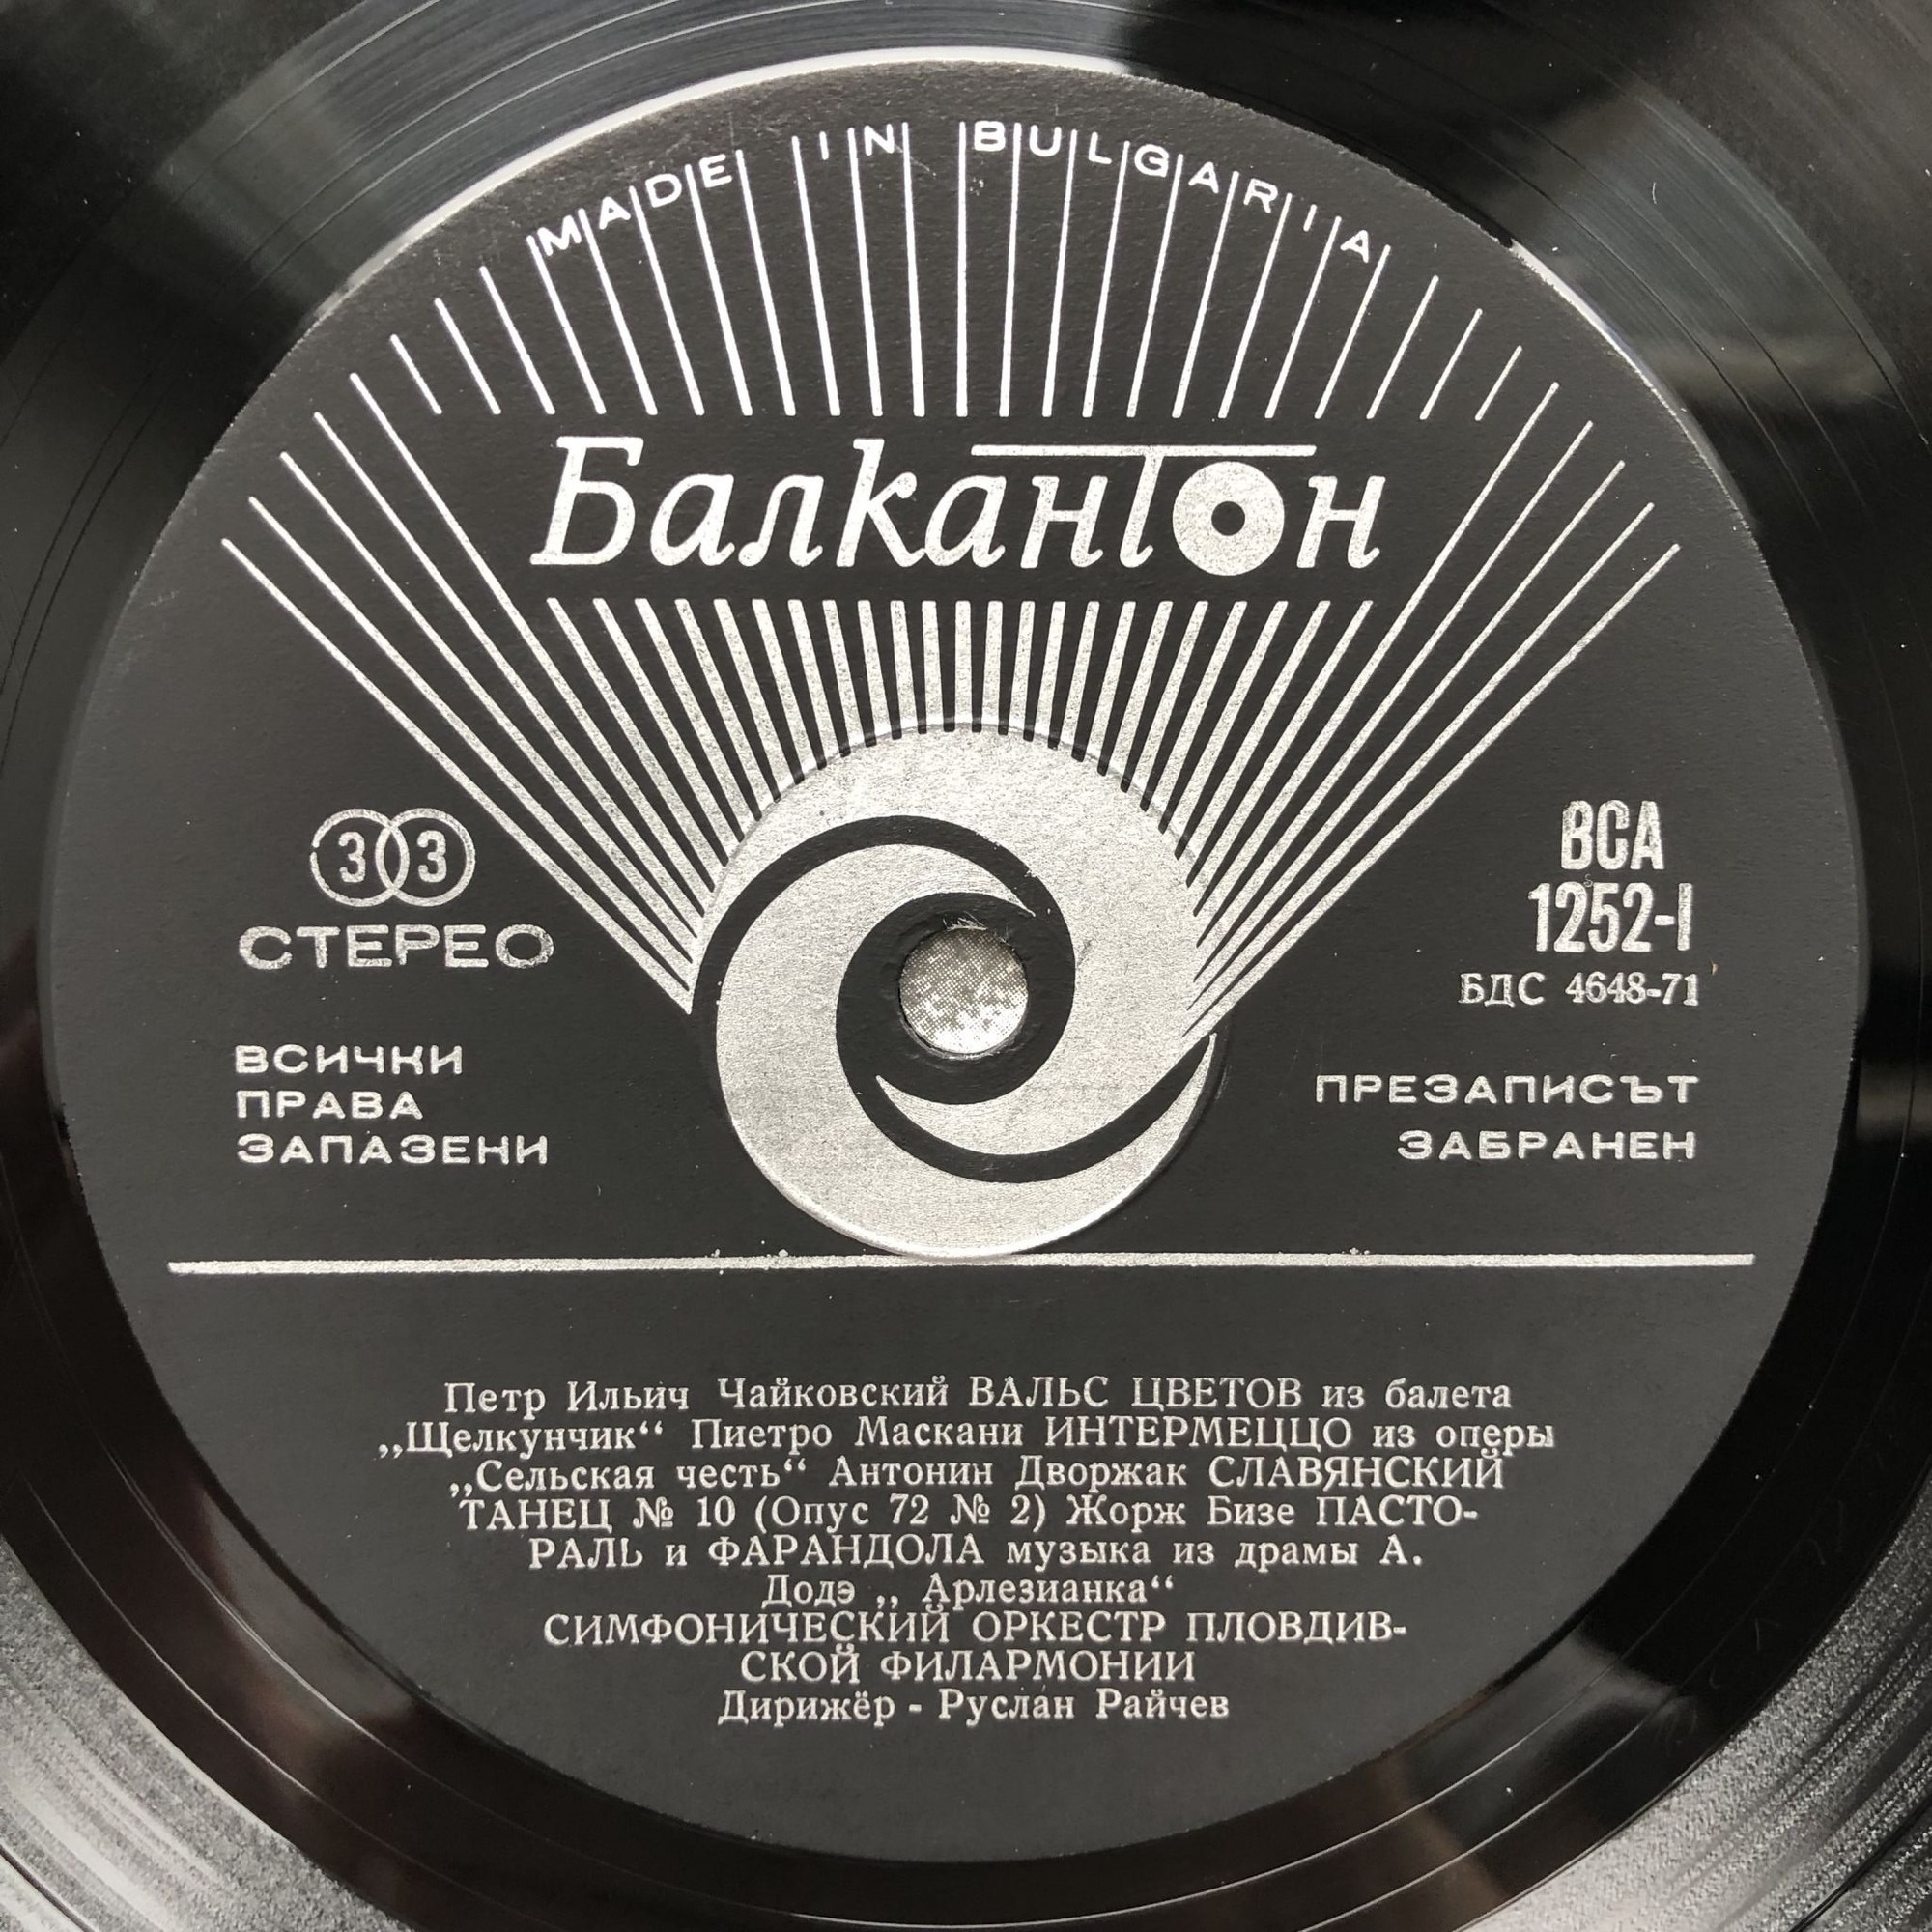 MADE IN BULGARIA
Балкантон
33
СТЕРЕО
ВСИЧКИ
ПРАВА
ЗАПАЗЕНИ
ВСА
1252-I
БДС 4648-71
ПРЕЗАПИСЪТ
ЗАБРАНЕН
Петр Ильич Чайковский ВАЛЬС ЦВЕТОВ из балета
„Щелкунчик“ Пиетро Маскани ИНТЕРМЕЦЦО из оперы
„Сельская честь“ Антонин Дворжак СЛАВЯНСКИЙ
ТАНЕЦ № 10 (Опус 72 № 2) Жорж Бизе ПАСТО-
РАЛЬ и ФАРАНДОЛА музыка из драмы А.
Додэ „ Арлезианка“
СИМФОНИЧЕСКИЙ ОРКЕСТР ПЛОВДИВ-
СКОЙ ФИЛАРМОНИИ
Дирижёр - Руслан Райчев